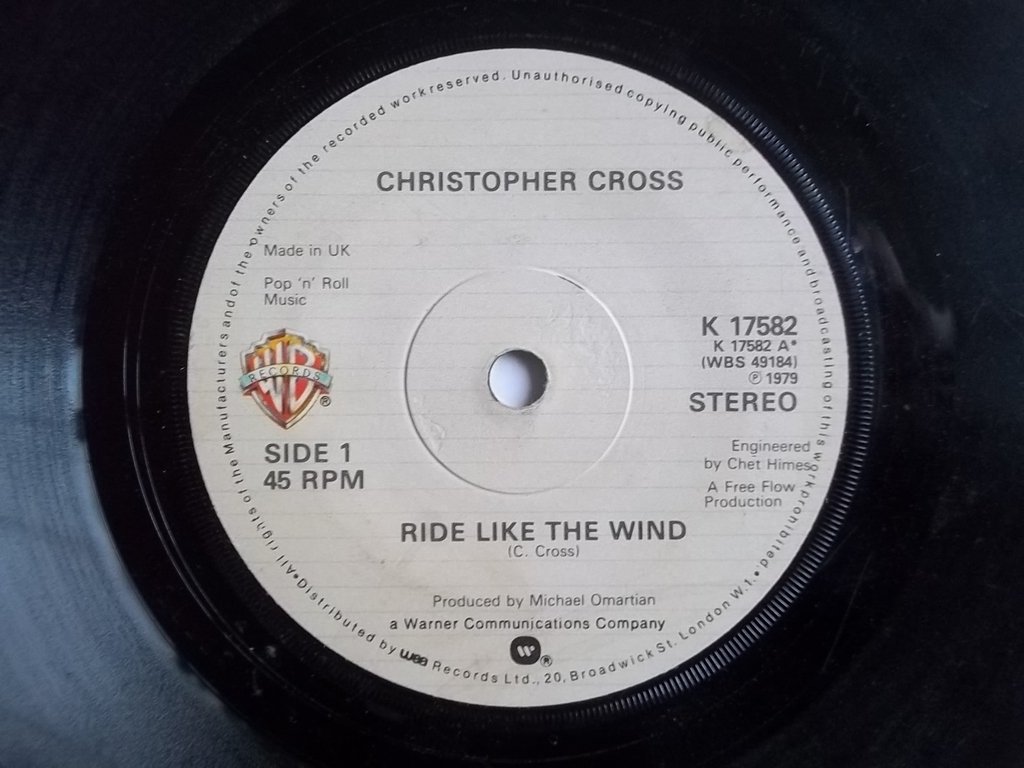 CHRISTOPHER CROSS
Made in UK
Pop 'n' Roll
Music
WB
RECORDS
®
SIDE 1
45 RPM
K 17582
K 17582 A*
(WBS 49184)
℗ 1979
STEREO
Engineered
by Chet Himes
A Free Flow
Production
RIDE LIKE THE WIND
(C. Cross)
Produced by Michael Omartian
a Warner Communications Company
®
•All rights of the Manufacturers and of the owners of the recorded work reserved. Unauthorised copying public performance and broadcasting of this work prohibited.•
Distributed by wea Records Ltd., 20, Broadwick St. London W.1.